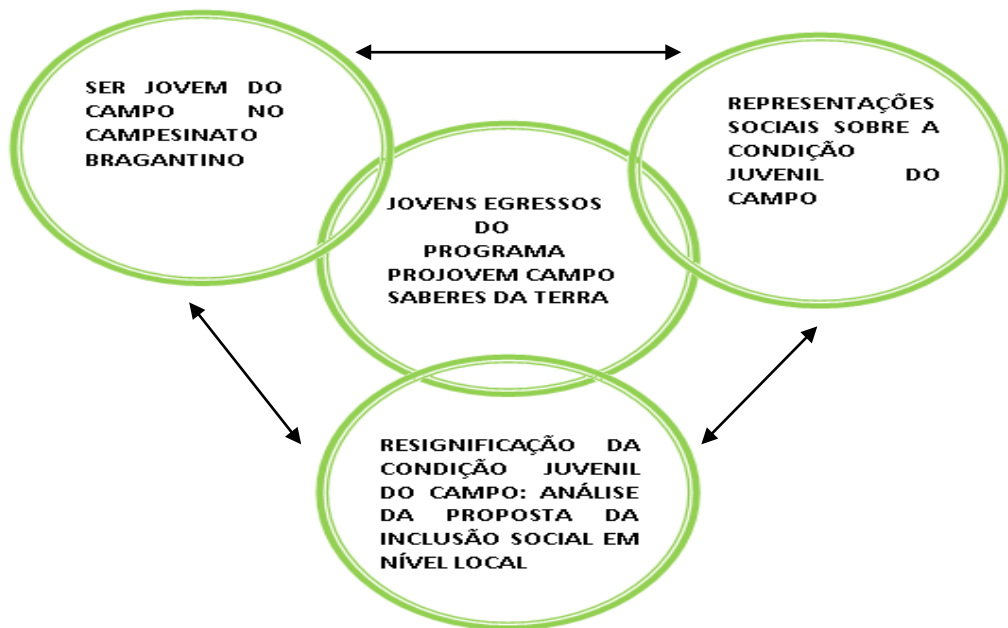 SER JOVEM DO
CAMPO NO
CAMPESINATO
BRAGANTINO
REPRESENTAÇÕES
SOCIAIS SOBRE A
CONDIÇÃO
JUVENIL DO
CAMPO
JOVENS EGRESSOS
DO
PROGRAMA
PROJOVEM CAMPO
SABERES DA TERRA
RESIGNIFICAÇÃO DA
CONDIÇÃO JUVENIL
DO CAMPO: ANÁLISE
DA PROPOSTA DA
INCLUSÃO SOCIAL EM
NÍVEL LOCAL